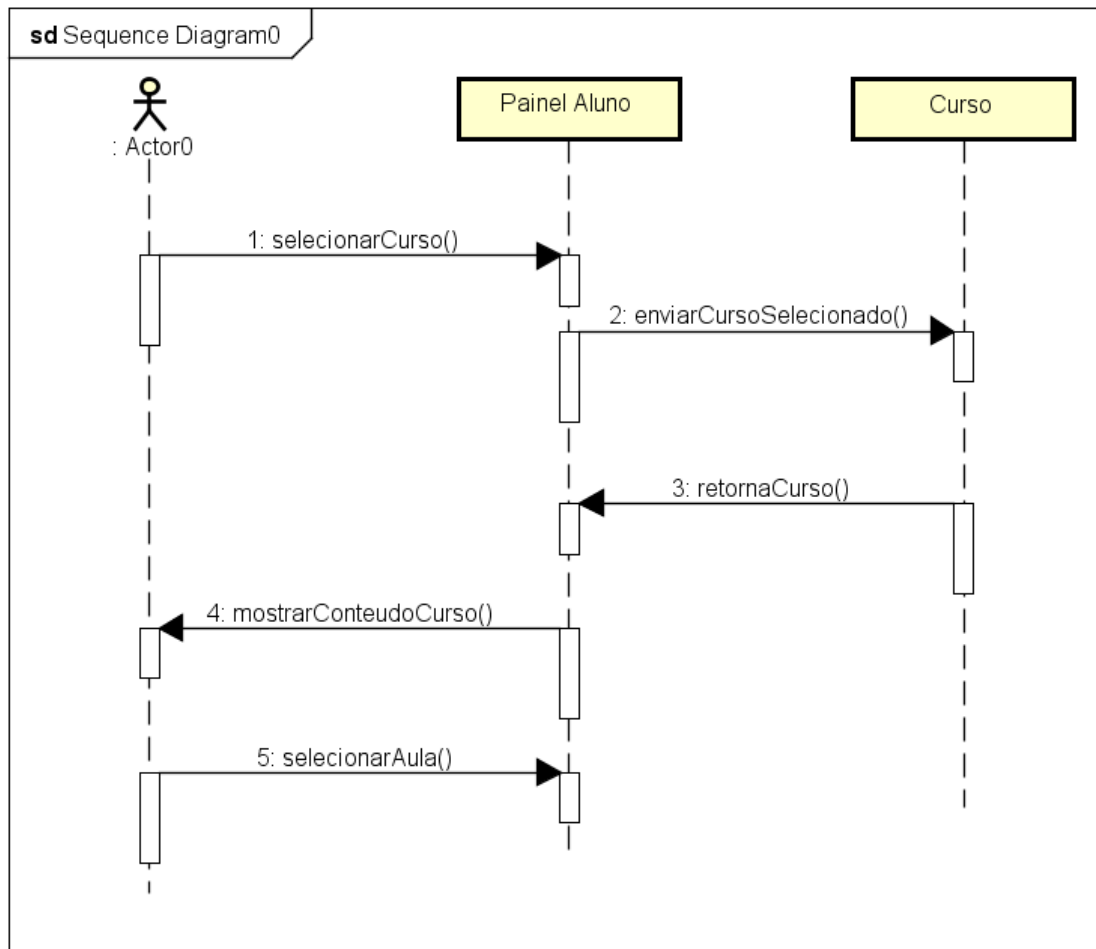 sd Sequence Diagram0
: Actor0
Painel Aluno
Curso
1: selecionarCurso()
2: enviarCursoSelecionado()
3: retornaCurso()
4: mostrarConteudoCurso()
5: selecionarAula()